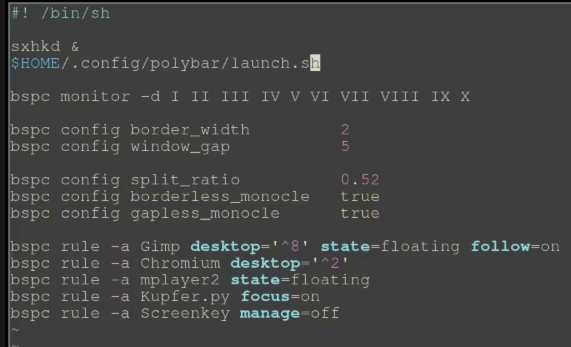 #! /bin/sh
sxhkd &
$HOME/.config/polybar/launch.sh
bspc monitor -d I II III IV V VI VII VIII IX X
bspc config border_width 2
bspc config window_gap 5
bspc config split_ratio 0.52
bspc config borderless_monocle true
bspc config gapless_monocle true
bspc rule -a Gimp desktop='^8' state=floating follow=on
bspc rule -a Chromium desktop='^2'
bspc rule -a mplayer2 state=floating
bspc rule -a Kupfer.py focus=on
bspc rule -a Screenkey manage=off
~
~